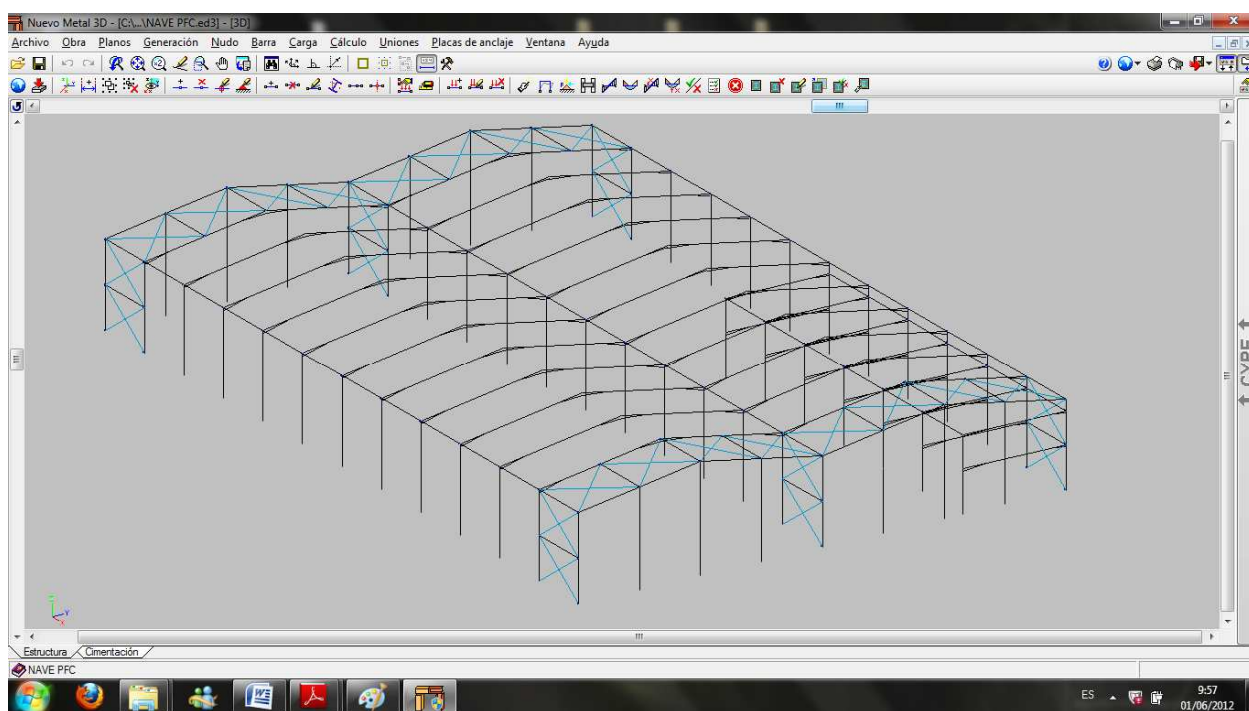 Nuevo Metal 3D - [C:\...\NAVE PFC.ed3] - [3D]
Archivo Obra Planos Generación Nudo Barra Carga Cálculo Uniones Placas de anclaje Ventana Ayuda
CYPE
Y
Estructura Cimentación
NAVE PFC
ES 9:57
01/06/2012